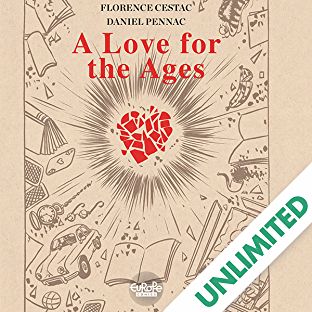 FLORENCE CESTAC
DANIEL PENNAC
A Love for
the Ages
EUROPE
COMICS
UNLIMITED